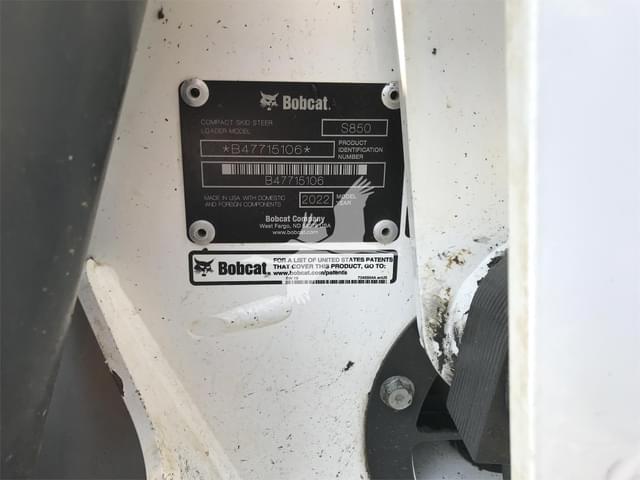 Bobcat.
COMPACT SKID STEER
LOADER MODEL
S850
*B47715106*
PRODUCT
IDENTIFICATION
NUMBER
B47715106
MADE IN USA WITH DOMESTIC
AND FOREIGN COMPONENTS
2022
MODEL
YEAR
Bobcat Company
West Fargo, ND USA
www.bobcat.com
Bobcat.
FOR A LIST OF UNITED STATES PATENTS
THAT COVER THIS PRODUCT, GO TO:
www.bobcat.com/patents